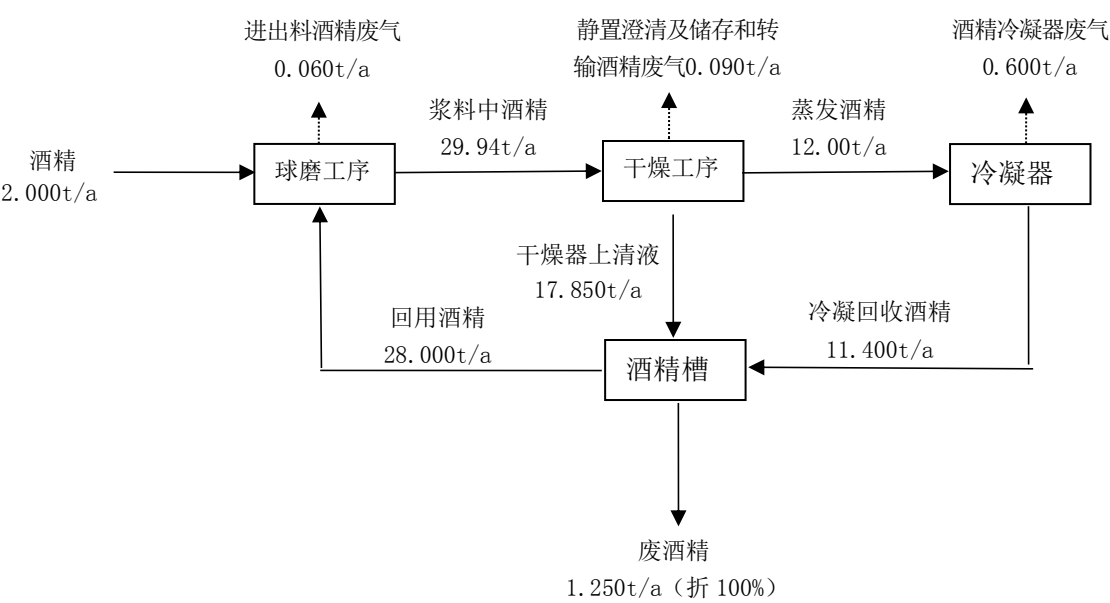 进出料酒精废气
0.060t/a
静置澄清及储存和转
输酒精废气0.090t/a
酒精冷凝器废气
0.600t/a
浆料中酒精
29.94t/a
蒸发酒精
12.00t/a
酒精
2.000t/a
球磨工序
干燥工序
冷凝器
干燥器上清液
17.850t/a
回用酒精
28.000t/a
冷凝回收酒精
11.400t/a
酒精槽
废酒精
1.250t/a（折 100%）